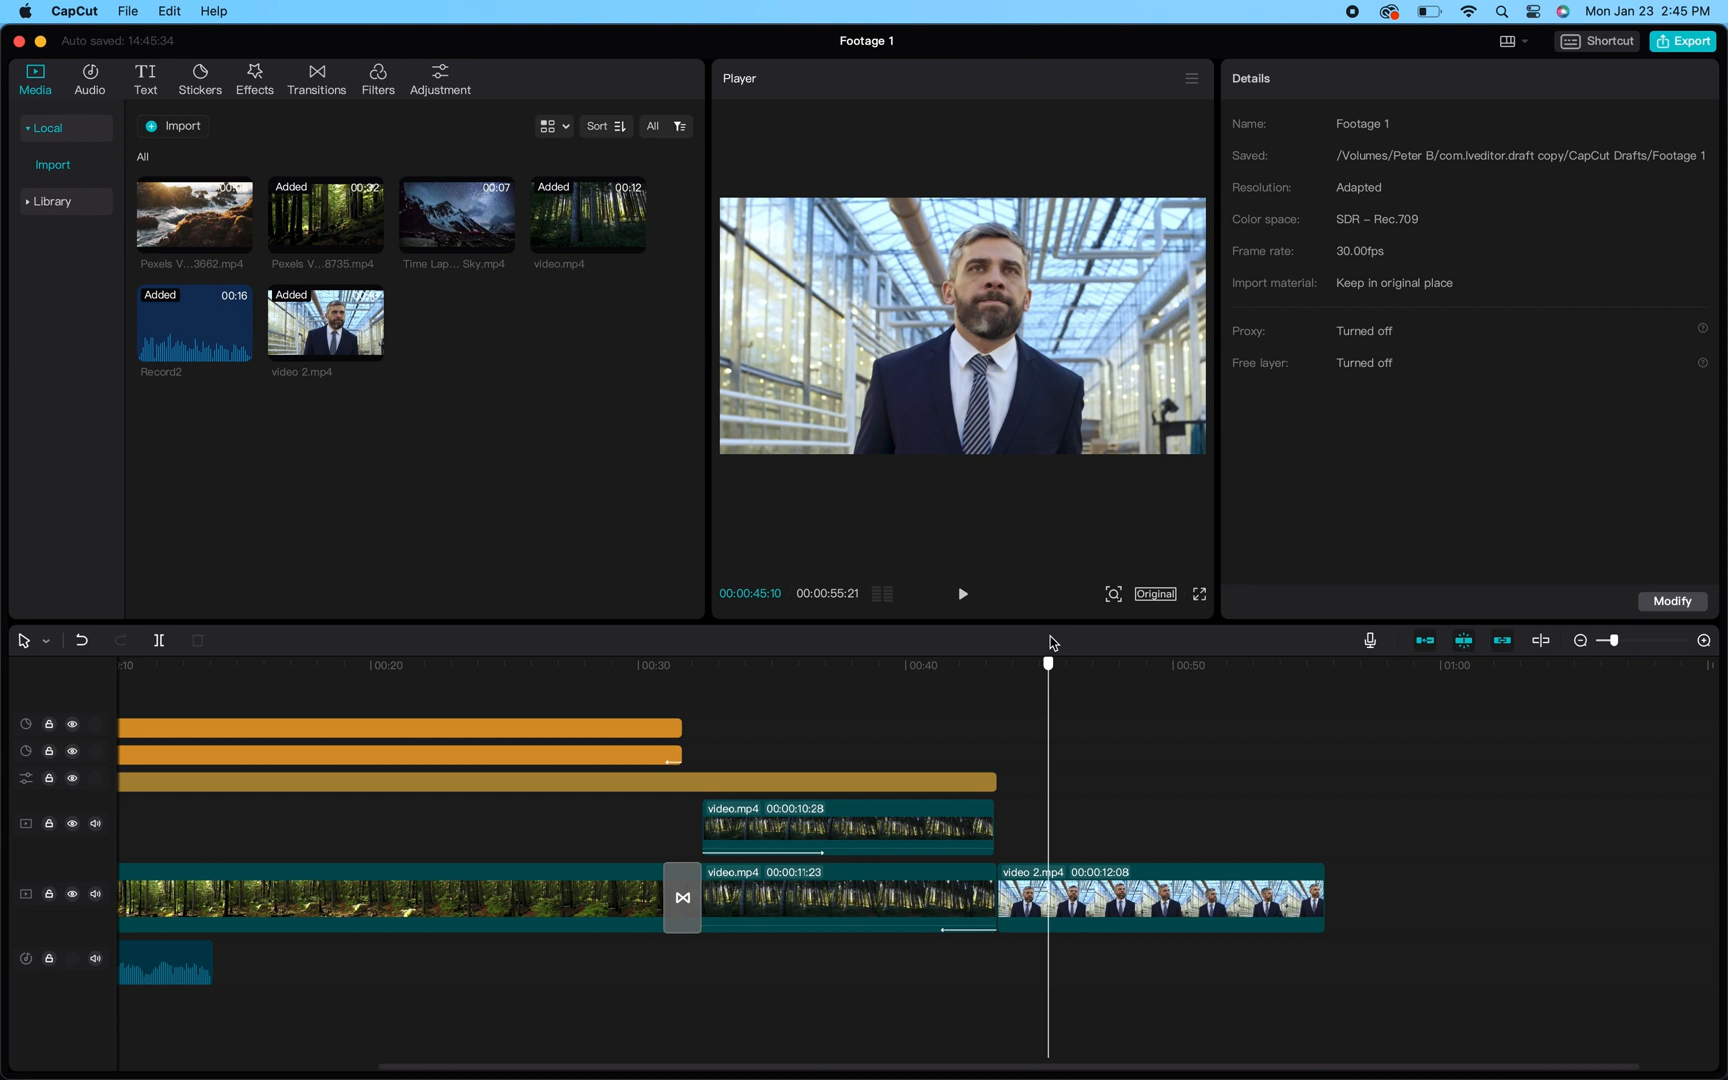 CapCut File Edit Help Mon Jan 23 2:45 PM
Auto saved: 14:45:34 Footage 1 Shortcut Export
Media Audio Text Stickers Effects Transitions Filters Adjustment
Player
Details
Local
Import
Library
Import Sort All
All
Added 00:32 00:07 Added 00:12
Pexels V...3662.mp4 Pexels V...8735.mp4 Time Lap... Sky.mp4 video.mp4
Added 00:16 Added
Record2 video 2.mp4
00:00:45:10 00:00:55:21 Original
Name: Footage 1
Saved: /Volumes/Peter B/com.lveditor.draft copy/CapCut Drafts/Footage 1
Resolution: Adapted
Color space: SDR – Rec.709
Frame rate: 30.00fps
Import material: Keep in original place
Proxy: Turned off
Free layer: Turned off
Modify
:10 00:20 00:30 00:40 00:50 01:00
video.mp4 00:00:10:28
video.mp4 00:00:11:23 video 2.mp4 00:00:12:08